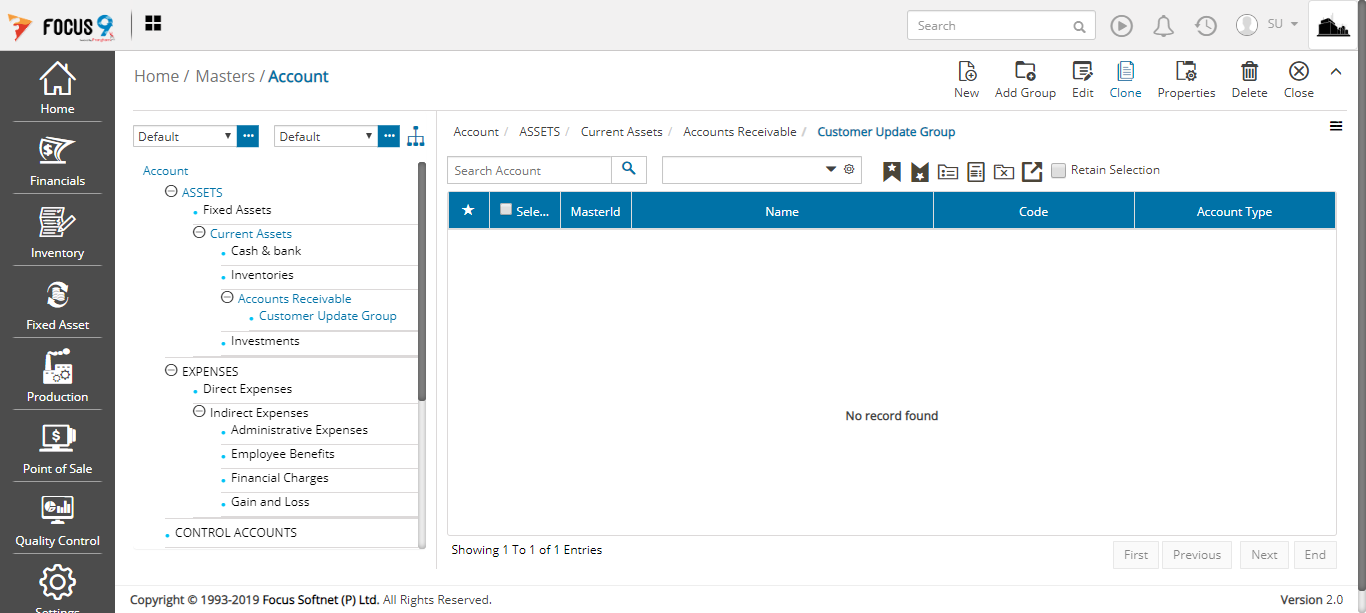 FOCUS 9
Search
SU
Home
Financials
Inventory
Fixed Asset
Production
Point of Sale
Quality Control
Settings
Home / Masters / Account
New
Add Group
Edit
Clone
Properties
Delete
Close
Default
Default
Account
ASSETS
Fixed Assets
Current Assets
Cash & bank
Inventories
Accounts Receivable
Customer Update Group
Investments
EXPENSES
Direct Expenses
Indirect Expenses
Administrative Expenses
Employee Benefits
Financial Charges
Gain and Loss
CONTROL ACCOUNTS
Account / ASSETS / Current Assets / Accounts Receivable / Customer Update Group
Search Account
Retain Selection
Sele... MasterId Name Code Account Type
No record found
Showing 1 To 1 of 1 Entries
First Previous Next End
Copyright © 1993-2019 Focus Softnet (P) Ltd. All Rights Reserved.
Version 2.0